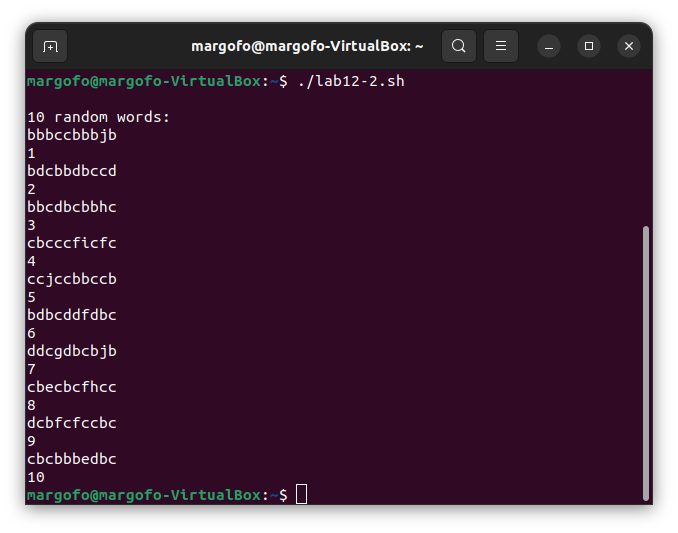 margofo@margofo-VirtualBox: ~
margofo@margofo-VirtualBox:~$ ./lab12-2.sh
10 random words:
bbbccbbbjb
1
bdcbbdbccd
2
bbcdbcbbhc
3
cbcccficfc
4
ccjccbbccb
5
bdbcddfdbc
6
ddcgdbcbjb
7
cbecbcfhcc
8
dcbfcfccbc
9
cbcbbbedbc
10
margofo@margofo-VirtualBox:~$